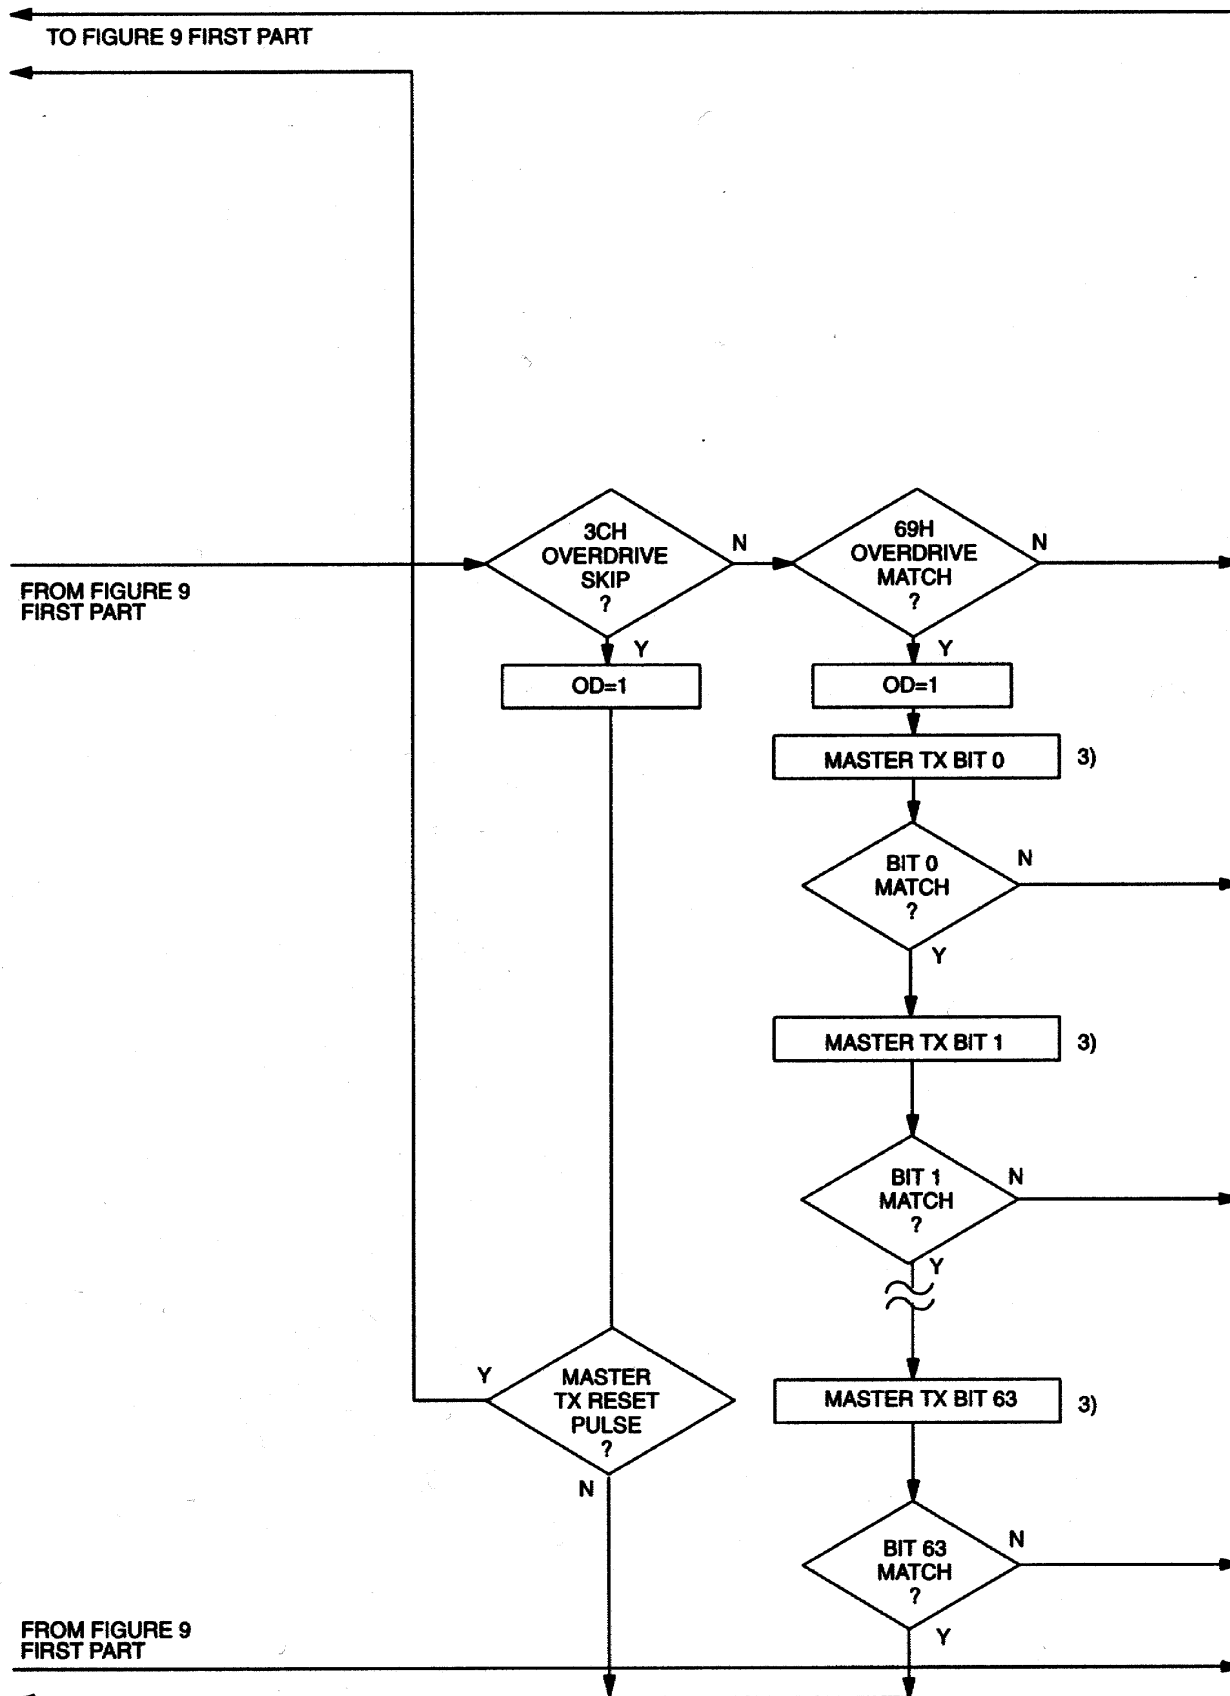 TO FIGURE 9 FIRST PART
3CH
OVERDRIVE
SKIP
?
N
69H
OVERDRIVE
MATCH
?
N
FROM FIGURE 9
FIRST PART
Y
Y
OD=1
OD=1
MASTER TX BIT 0
3)
BIT 0
MATCH
?
N
Y
MASTER TX BIT 1
3)
BIT 1
MATCH
?
N
Y
Y
MASTER
TX RESET
PULSE
?
N
MASTER TX BIT 63
3)
BIT 63
MATCH
?
N
Y
FROM FIGURE 9
FIRST PART